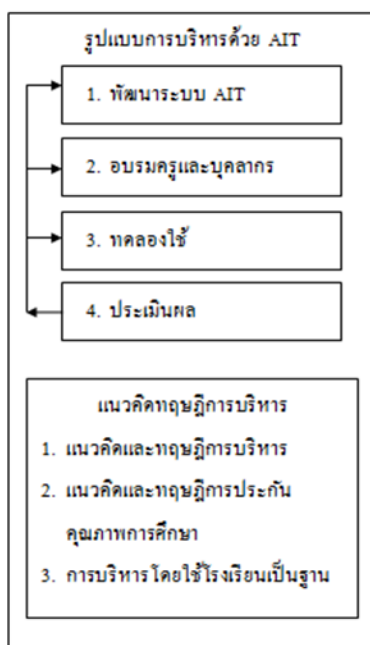 รูปแบบการบริหารด้วย AIT
1. พัฒนาระบบ AIT
2. อบรมครูและบุคลากร
3. ทดลองใช้
4. ประเมินผล
แนวคิดทฤษฎีการบริหาร
1. แนวคิดและทฤษฎีการบริหาร
2. แนวคิดและทฤษฎีการประกัน
คุณภาพการศึกษา
3. การบริหารโดยใช้โรงเรียนเป็นฐาน